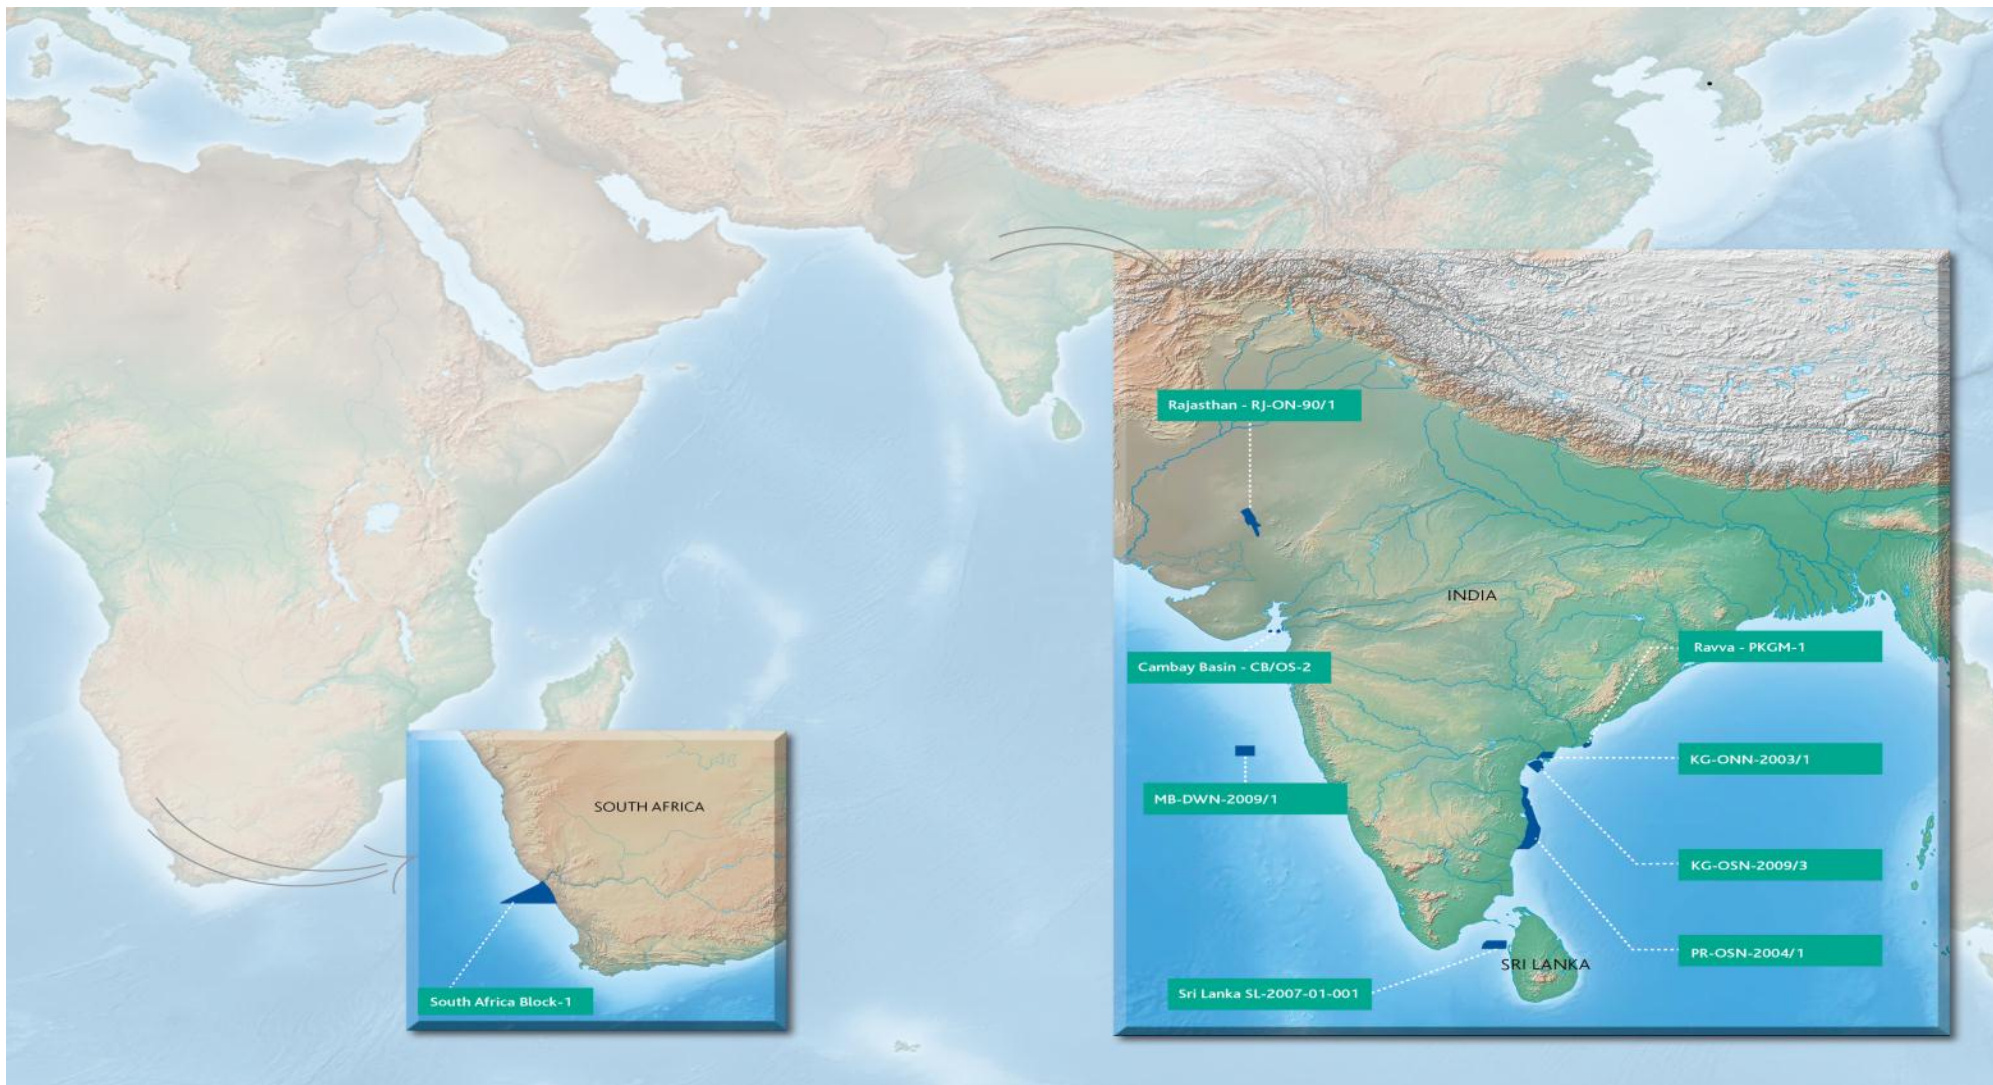 Rajasthan - RJ-ON-90/1
INDIA
Ravva - PKGM-1
Cambay Basin - CB/OS-2
KG-ONN-2003/1
MB-DWN-2009/1
SOUTH AFRICA
KG-OSN-2009/3
PR-OSN-2004/1
SRI LANKA
Sri Lanka SL-2007-01-001
South Africa Block-1